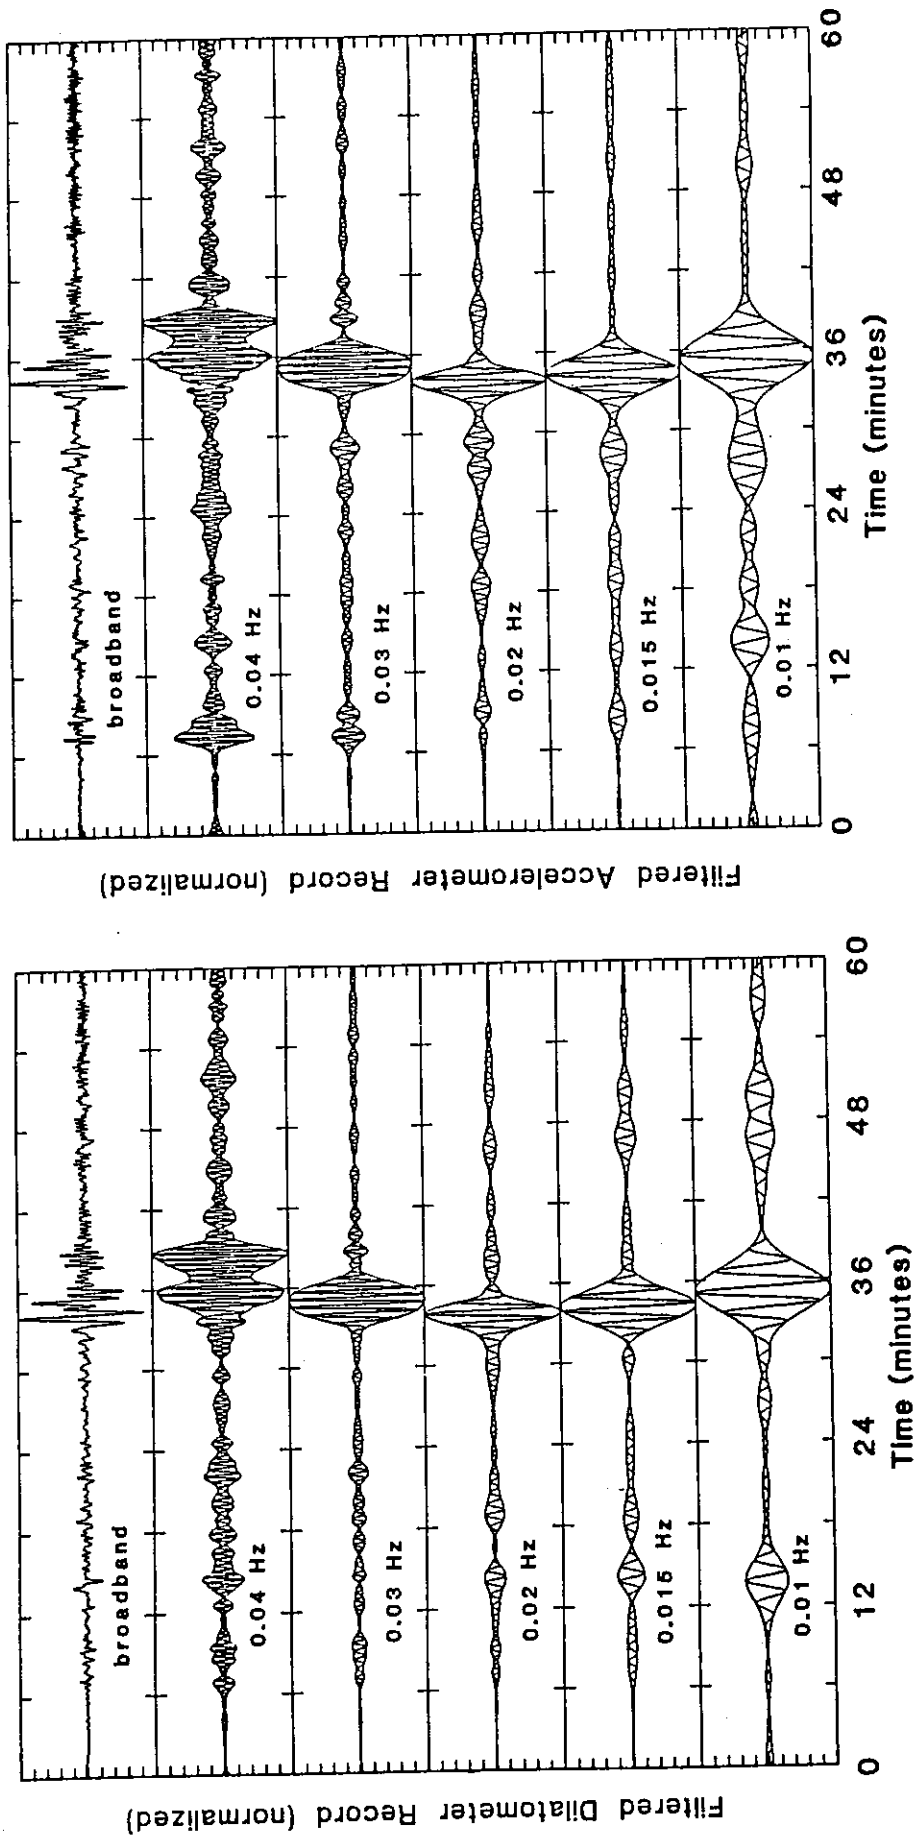 Filtered Dilatometer Record (normalized)
broadband
0.04 Hz
0.03 Hz
0.02 Hz
0.015 Hz
0.01 Hz
0 12 24 36 48 60
Time (minutes)
Filtered Accelerometer Record (normalized)
broadband
0.04 Hz
0.03 Hz
0.02 Hz
0.015 Hz
0.01 Hz
0 12 24 36 48 60
Time (minutes)